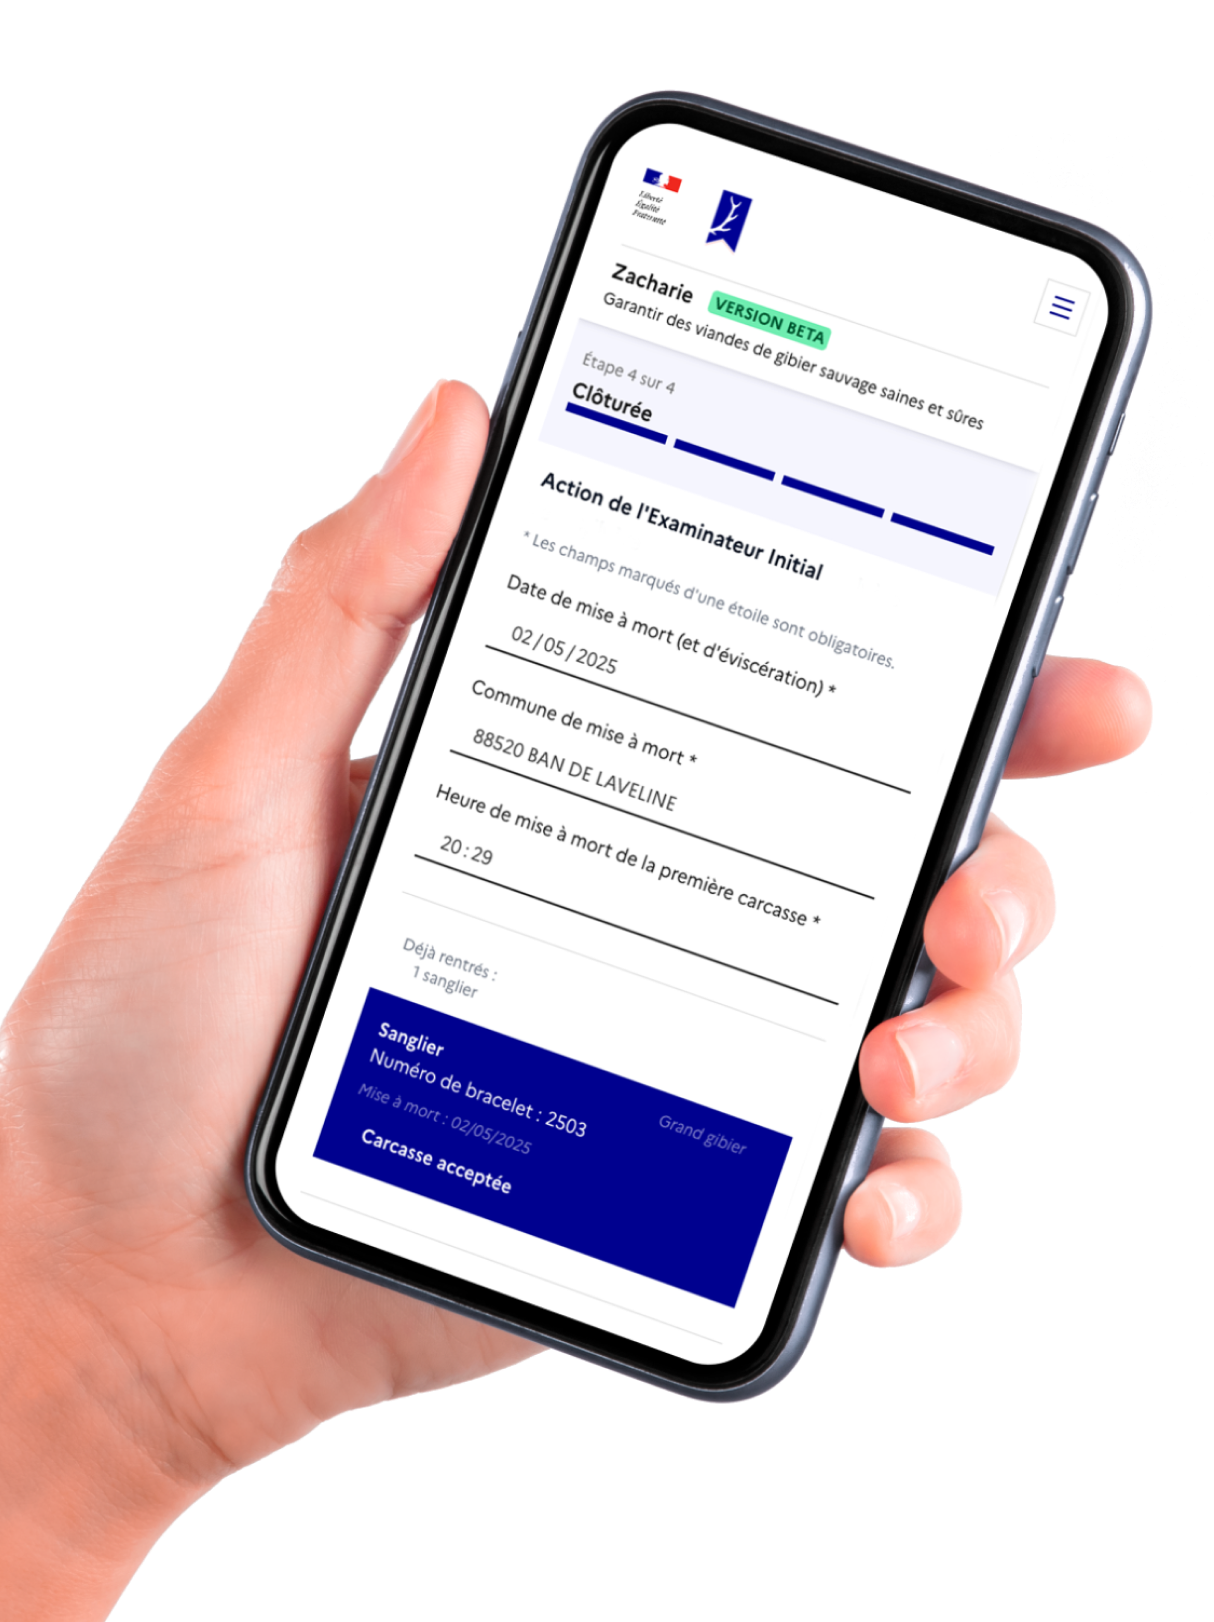 Liberté
Égalité
Fraternité
Zacharie VERSION BETA
Garantir des viandes de gibier sauvage saines et sûres
Étape 4 sur 4
Clôturée
Action de l'Examinateur Initial
* Les champs marqués d'une étoile sont obligatoires.
Date de mise à mort (et d'éviscération) *
02/05/2025
Commune de mise à mort *
88520 BAN DE LAVELINE
Heure de mise à mort de la première carcasse *
20:29
Déjà rentrés :
1 sanglier
Sanglier
Numéro de bracelet : 2503
Grand gibier
Mise à mort : 02/05/2025
Carcasse acceptée